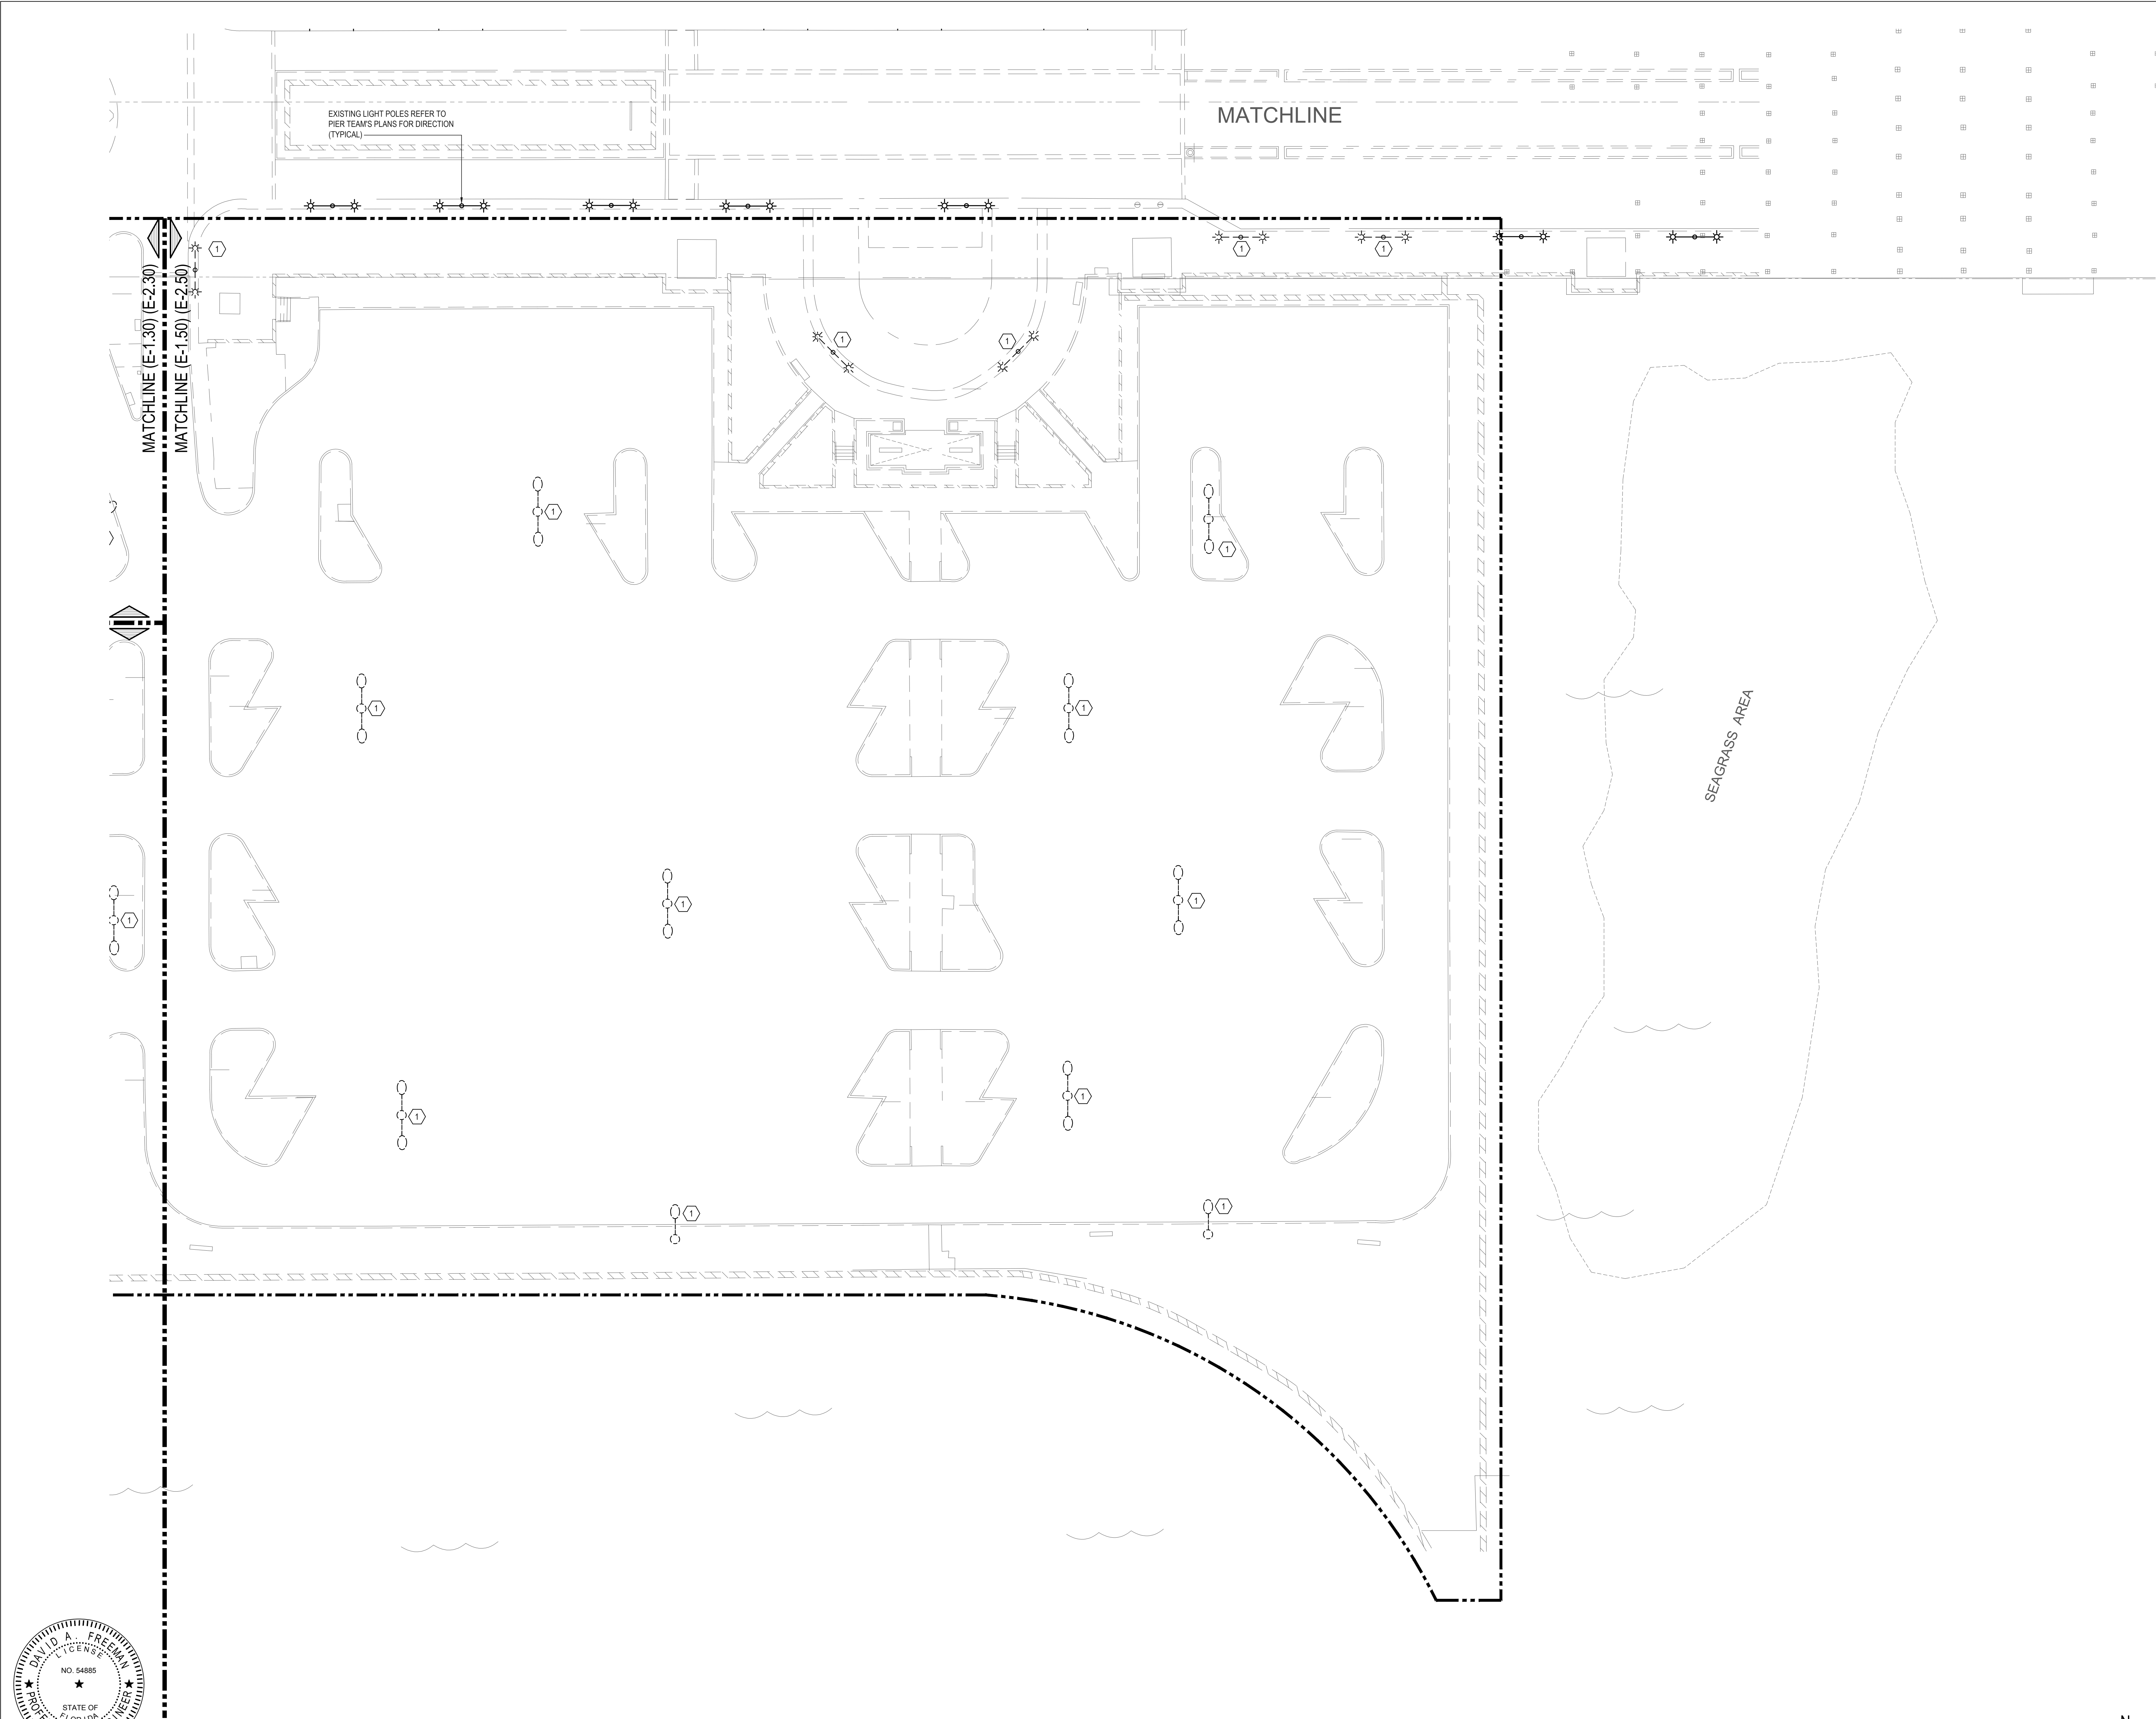 EXISTING LIGHT POLES REFER TO
PIER TEAM'S PLANS FOR DIRECTION
(TYPICAL)
MATCHLINE
1
1
1
MATCHLINE (E-1.30) (E-2.30)
MATCHLINE (E-1.50) (E-2.50)
1
1
1
1
1
1
SEAGRASS AREA
1
1
1
1
1
1
1
DAVID A. FREEMAN
LICENSE
NO. 54885
STATE OF
FLORIDA
N